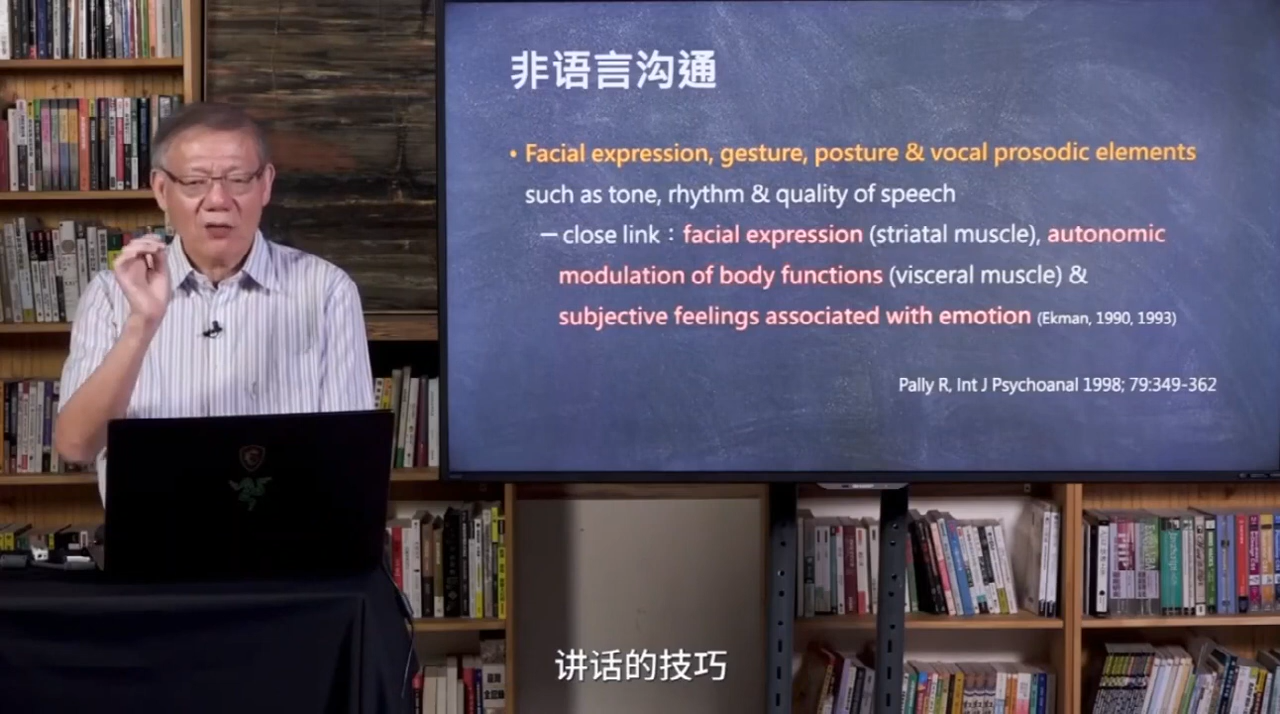 非语言沟通
• Facial expression, gesture, posture & vocal prosodic elements
such as tone, rhythm & quality of speech
– close link：facial expression (striatal muscle), autonomic
modulation of body functions (visceral muscle) &
subjective feelings associated with emotion (Ekman, 1990, 1993)
Pally R, Int J Psychoanal 1998; 79:349-362
讲话的技巧